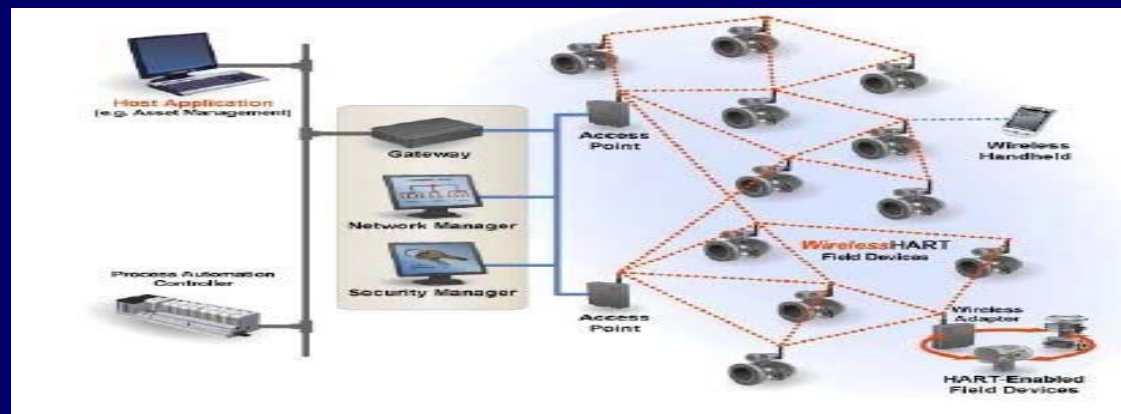 Host Application
(e.g. Asset Management)
Gateway
Network Manager
Security Manager
Process Automation
Controller
Access
Point
Access
Point
Wireless
Handheld
WirelessHART
Field Devices
Wireless
Adapter
HART-Enabled
Field Devices